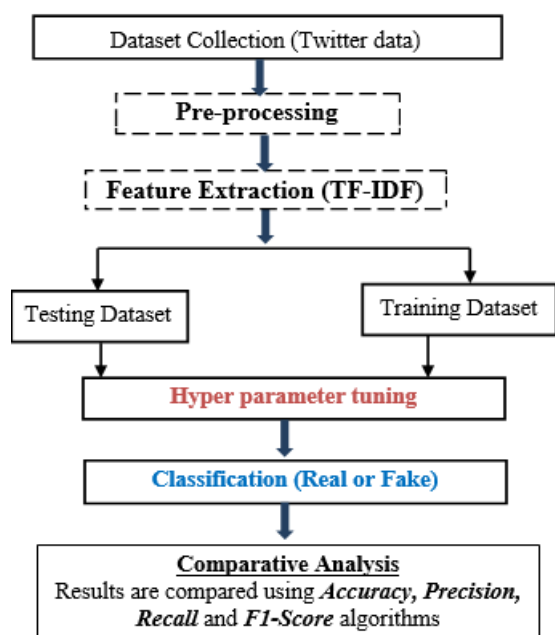 Dataset Collection (Twitter data)
Pre-processing
Feature Extraction (TF-IDF)
Testing Dataset
Training Dataset
Hyper parameter tuning
Classification (Real or Fake)
Comparative Analysis
Results are compared using Accuracy, Precision,
Recall and F1-Score algorithms